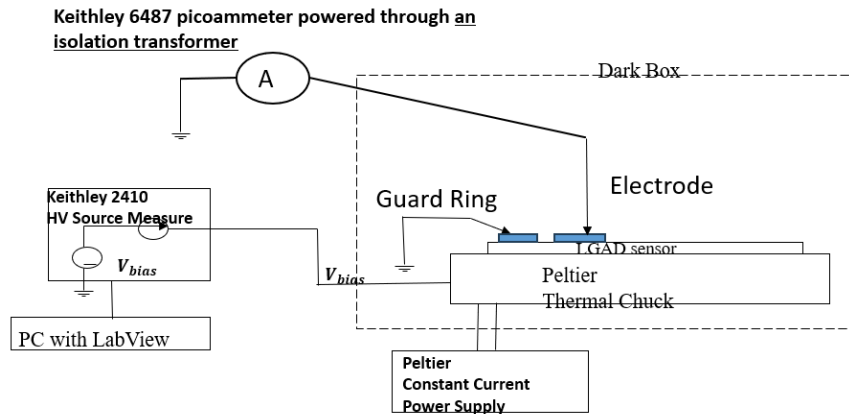 Keithley 6487 picoammeter powered through an
isolation transformer
A
Dark Box
Electrode
Guard Ring
Keithley 2410
HV Source Measure
V_bias
V_bias
LGAD sensor
Peltier
Thermal Chuck
PC with LabView
Peltier
Constant Current
Power Supply